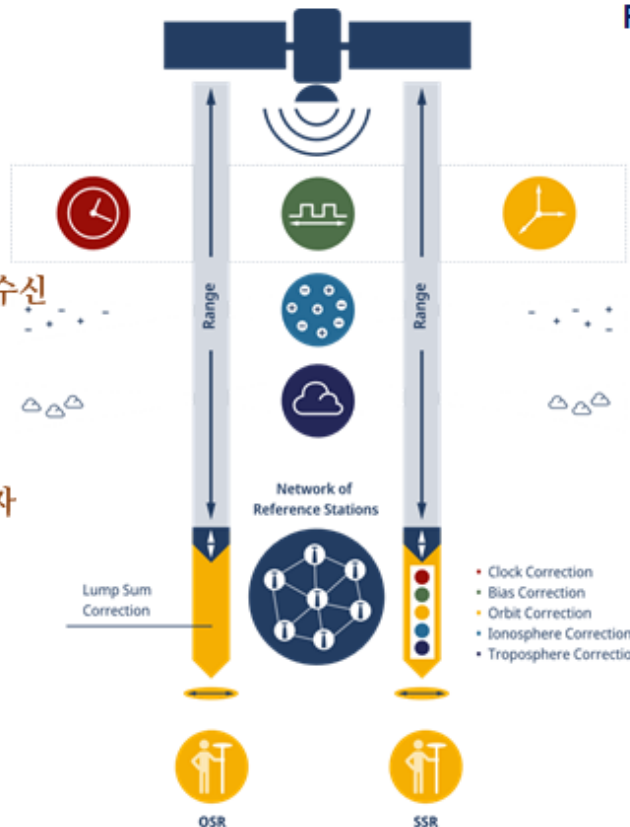 수신
Range
Range
자
Network of
Reference Stations
Lump Sum
Correction
• Clock Correction
• Bias Correction
• Orbit Correction
• Ionosphere Correction
• Troposphere Correctio
OSR
SSR